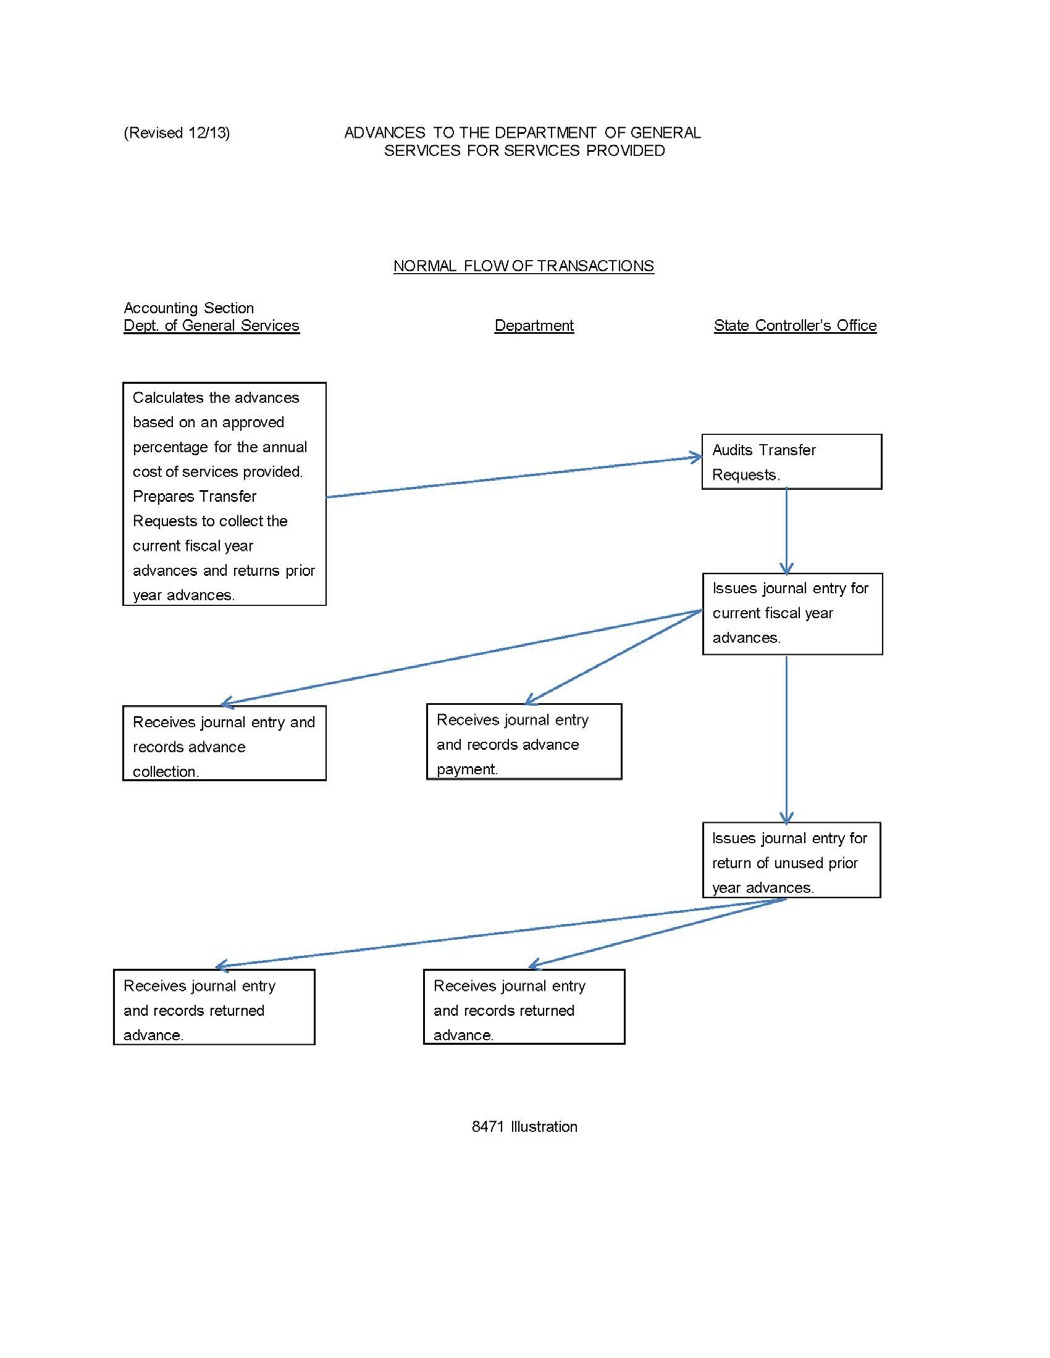 (Revised 12/13)
ADVANCES TO THE DEPARTMENT OF GENERAL
SERVICES FOR SERVICES PROVIDED
NORMAL FLOW OF TRANSACTIONS
Accounting Section
Dept. of General Services
Department
State Controller's Office
Calculates the advances
based on an approved
percentage for the annual
cost of services provided.
Prepares Transfer
Requests to collect the
current fiscal year
advances and returns prior
year advances.
Audits Transfer
Requests.
Issues journal entry for
current fiscal year
advances.
Receives journal entry and
records advance
collection.
Receives journal entry
and records advance
payment.
Issues journal entry for
return of unused prior
year advances.
Receives journal entry
and records returned
advance.
Receives journal entry
and records returned
advance.
8471 Illustration